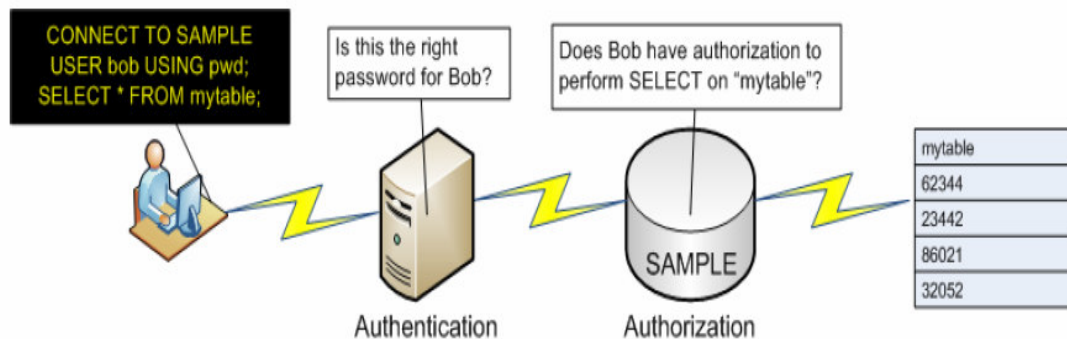 CONNECT TO SAMPLE
USER bob USING pwd;
SELECT * FROM mytable;
Is this the right
password for Bob?
Does Bob have authorization to
perform SELECT on “mytable”?
mytable
62344
23442
86021
32052
SAMPLE
Authentication
Authorization